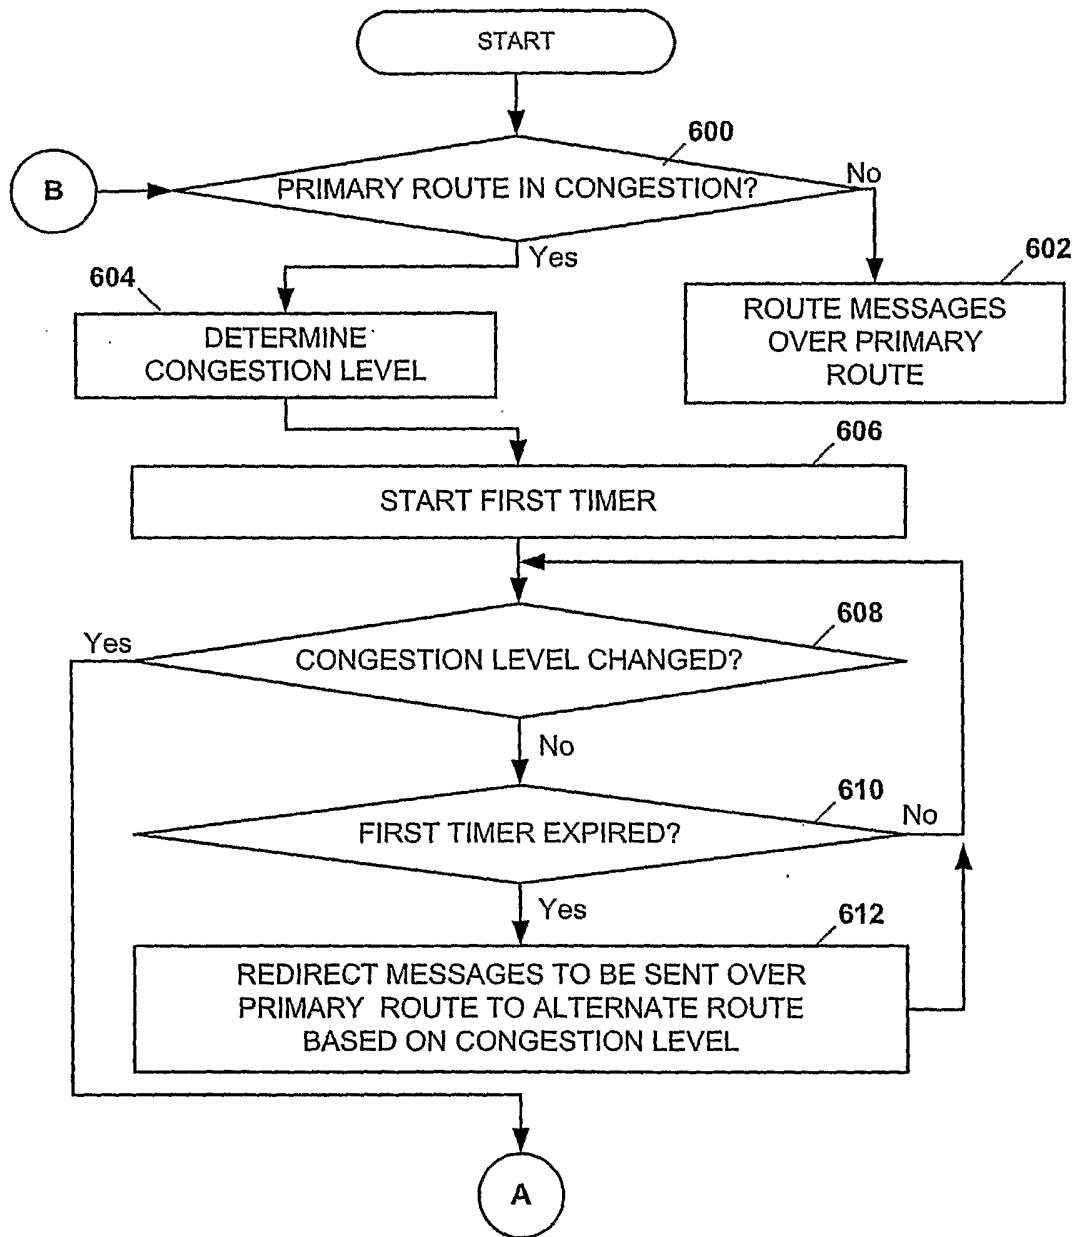 START
600
B
PRIMARY ROUTE IN CONGESTION?
No
Yes
602
604
ROUTE MESSAGES
OVER PRIMARY
ROUTE
DETERMINE
CONGESTION LEVEL
606
START FIRST TIMER
608
Yes
CONGESTION LEVEL CHANGED?
No
610
No
FIRST TIMER EXPIRED?
Yes
612
REDIRECT MESSAGES TO BE SENT OVER
PRIMARY ROUTE TO ALTERNATE ROUTE
BASED ON CONGESTION LEVEL
A